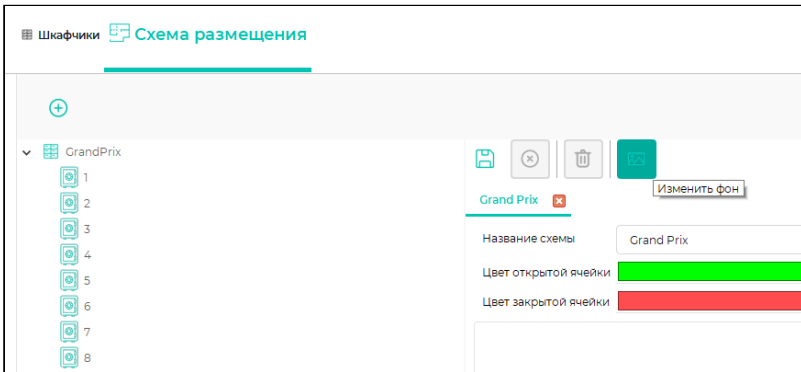 Шкафчики Схема размещения
GrandPrix
1
2
3
4
5
6
7
8
Изменить фон
Grand Prix
Название схемы Grand Prix
Цвет открытой ячейки
Цвет закрытой ячейки